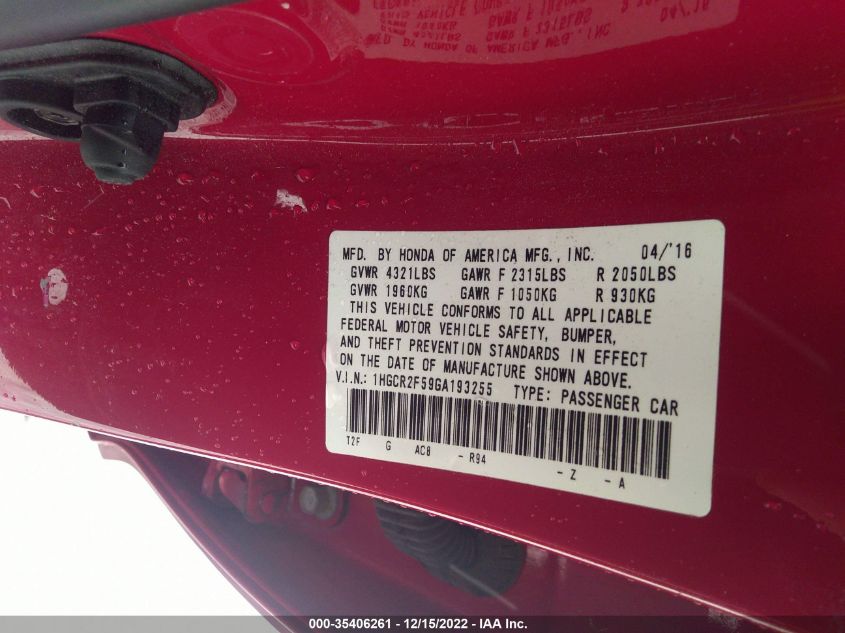 MFD. BY HONDA OF AMERICA MFG., INC. 04/'16
GVWR 4321LBS GAWR F 2315LBS R 2050LBS
GVWR 1960KG GAWR F 1050KG R 930KG
THIS VEHICLE CONFORMS TO ALL APPLICABLE
FEDERAL MOTOR VEHICLE SAFETY, BUMPER,
AND THEFT PREVENTION STANDARDS IN EFFECT
ON THE DATE OF MANUFACTURE SHOWN ABOVE.
V.I.N.: 1HGCR2F59GA193255 TYPE: PASSENGER CAR
T2F G AC8 - R94 - Z - A
000-35406261 - 12/15/2022 - IAA Inc.